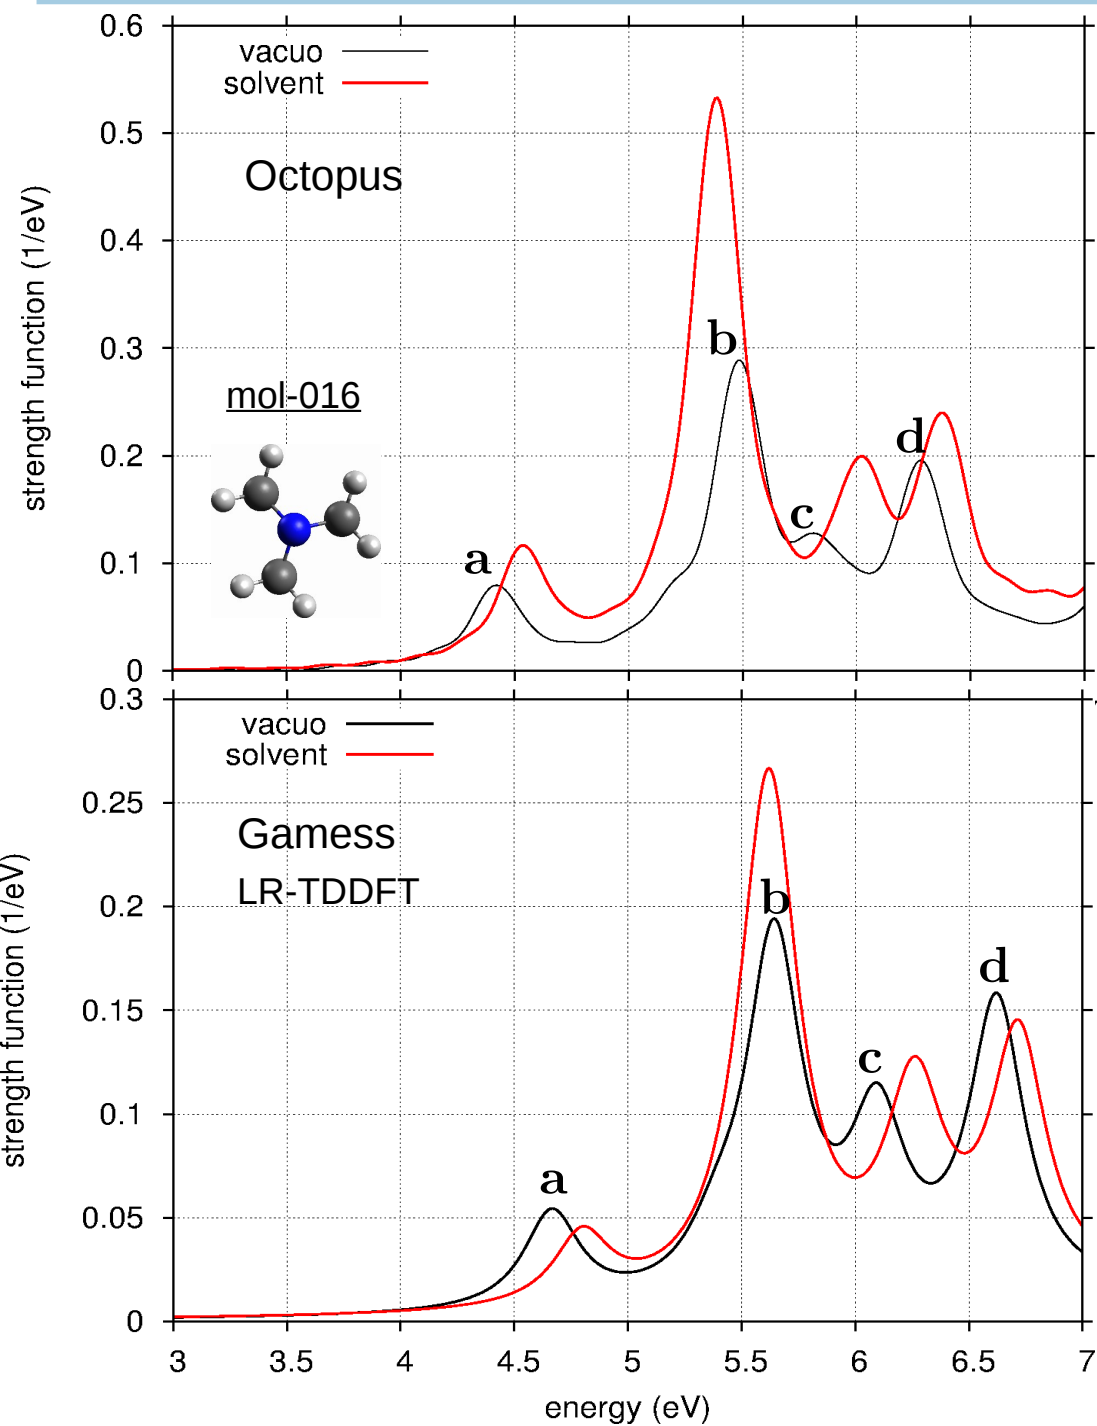 0.6
vacuo
solvent
0.5
Octopus
0.4
strength function (1/eV)
b
0.3
mol-016
d
0.2
c
a
0.1
0
0.3
vacuo
solvent
0.25
Gamess
LR-TDDFT
b
0.2
d
strength function (1/eV)
0.15
c
0.1
a
0.05
0
3 3.5 4 4.5 5 5.5 6 6.5 7
energy (eV)